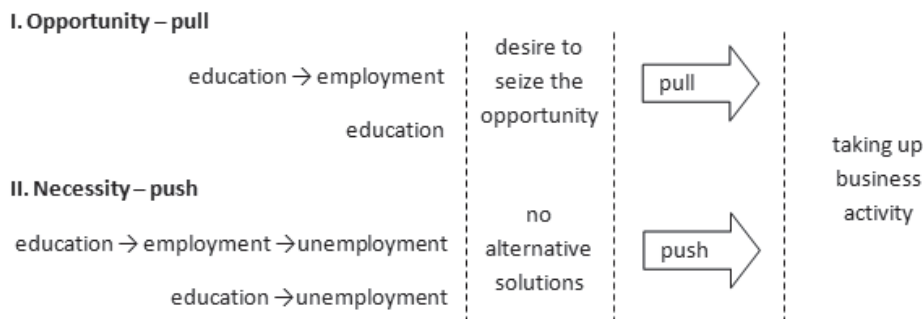 I. Opportunity – pull
education → employment
education
desire to
seize the
opportunity
pull
II. Necessity – push
education → employment →unemployment
education →unemployment
no
alternative
solutions
push
taking up
business
activity